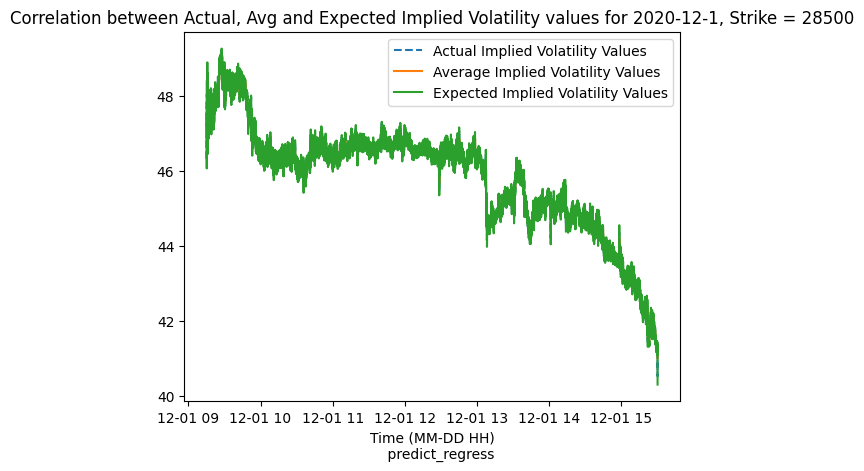 Correlation between Actual, Avg and Expected Implied Volatility values for 2020-12-1, Strike = 28500
Actual Implied Volatility Values
Average Implied Volatility Values
Expected Implied Volatility Values
48
46
44
42
40
12-01 09 12-01 10 12-01 11 12-01 12 12-01 13 12-01 14 12-01 15
Time (MM-DD HH)
predict_regress